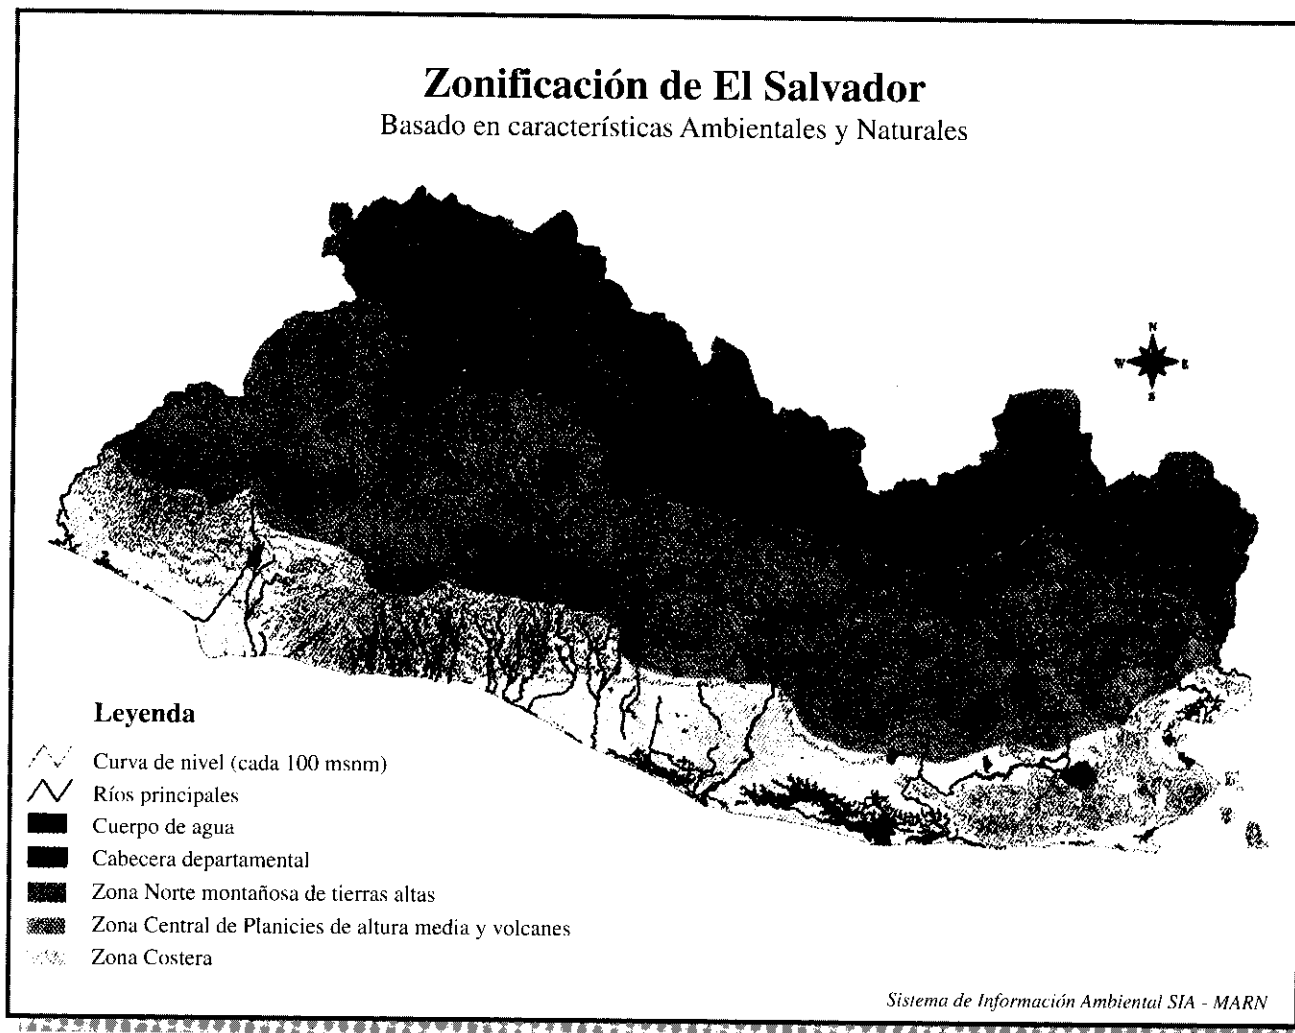 Zonificación de El Salvador
Basado en características Ambientales y Naturales
N
W E
S
Leyenda
Curva de nivel (cada 100 msnm)
Ríos principales
Cuerpo de agua
Cabecera departamental
Zona Norte montañosa de tierras altas
Zona Central de Planicies de altura media y volcanes
Zona Costera
Sistema de Información Ambiental SIA - MARN